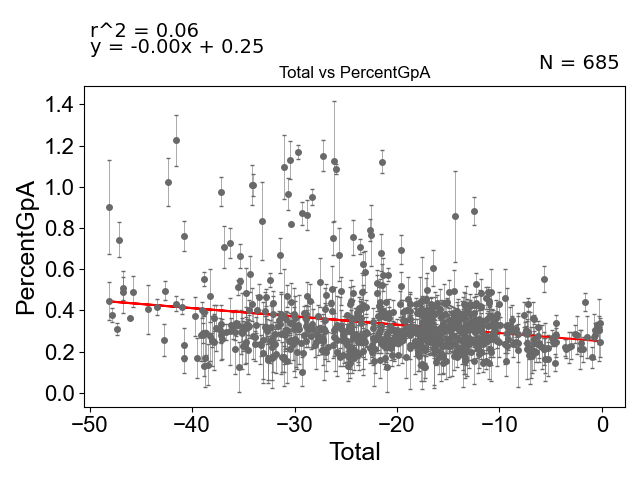 r^2 = 0.06
y = -0.00x + 0.25
N = 685
Total vs PercentGpA
PercentGpA
1.4
1.2
1.0
0.8
0.6
0.4
0.2
0.0
−50 −40 −30 −20 −10 0
Total